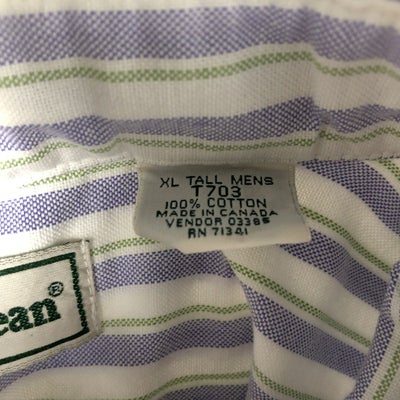 XL TALL MENS
T703
100% COTTON
MADE IN CANADA
VENDOR 03385
RN 71341
ean®